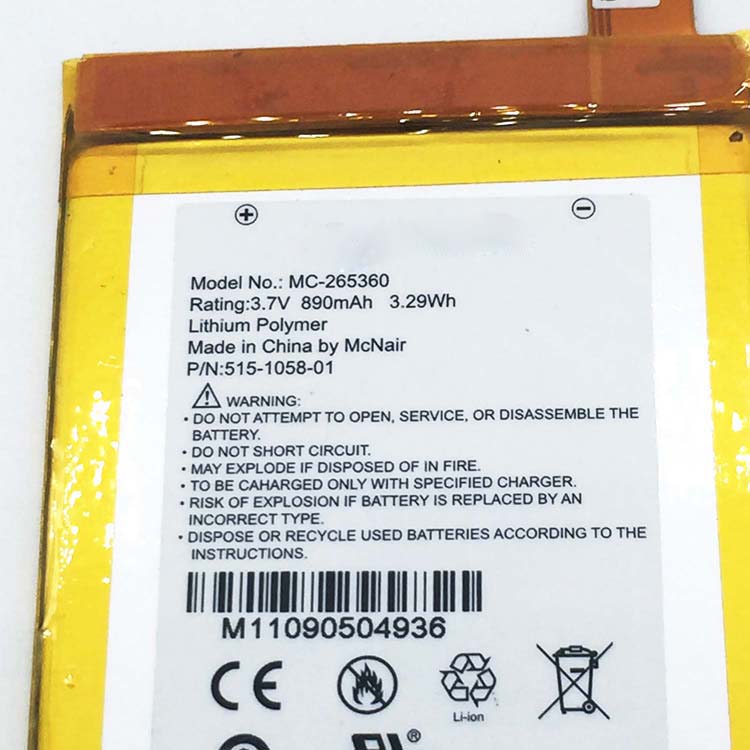 Model No.: MC-265360
Rating:3.7V 890mAh 3.29Wh
Lithium Polymer
Made in China by McNair
P/N:515-1058-01
WARNING:
• DO NOT ATTEMPT TO OPEN, SERVICE, OR DISASSEMBLE THE
BATTERY.
• DO NOT SHORT CIRCUIT.
• MAY EXPLODE IF DISPOSED OF IN FIRE.
• TO BE CAHARGED ONLY WITH SPECIFIED CHARGER.
• RISK OF EXPLOSION IF BATTERY IS REPLACED BY AN
INCORRECT TYPE.
• DISPOSE OR RECYCLE USED BATTERIES ACCORDING TO THE
INSTRUCTIONS.
M11090504936
CE
Li-ion
®